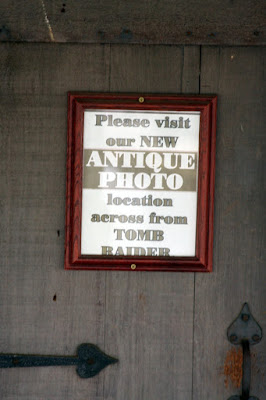 Please visit
our NEW
ANTIQUE
PHOTO
location
across from
TOMB
RAIDER